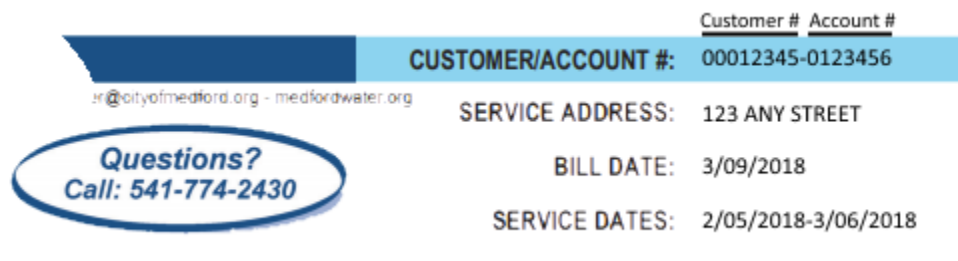 Customer # Account #
CUSTOMER/ACCOUNT #: 00012345-0123456
er@cityofmedford.org - medfordwater.org
SERVICE ADDRESS: 123 ANY STREET
Questions?
Call: 541-774-2430
BILL DATE: 3/09/2018
SERVICE DATES: 2/05/2018-3/06/2018